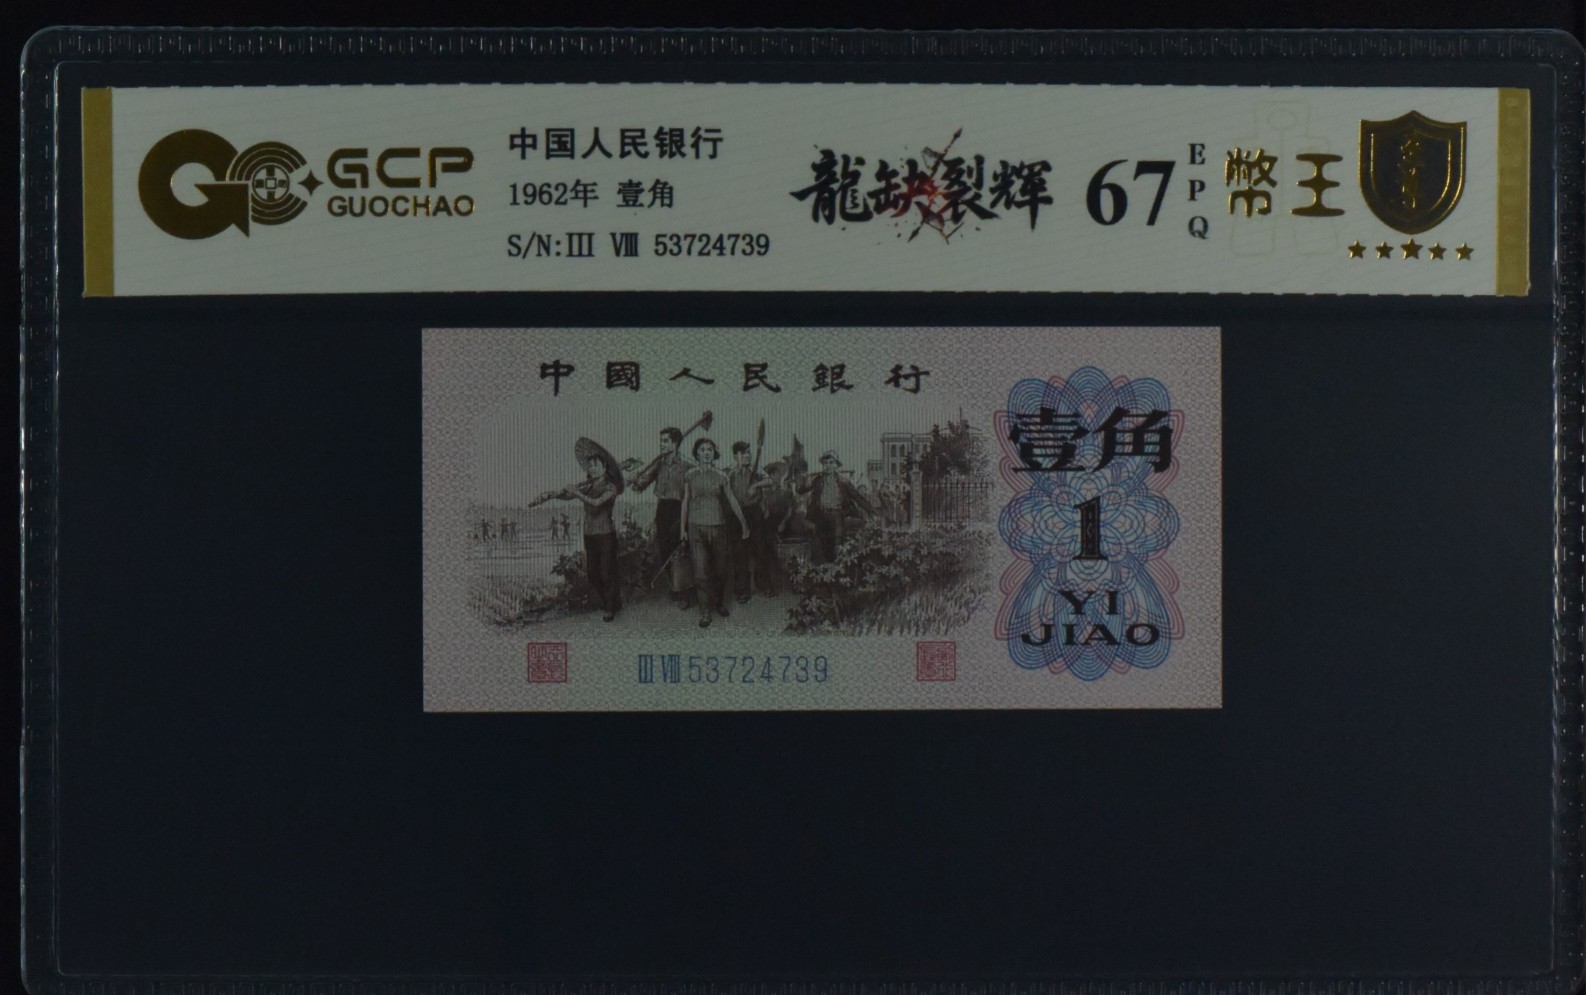 GCP
GUOCHAO
中国人民银行
1962年 壹角
S/N:III VIII 53724739
龍缺裂辉
67
EPQ
幣王
中國人民銀行
壹角
1
YI
JIAO
III VIII 53724739